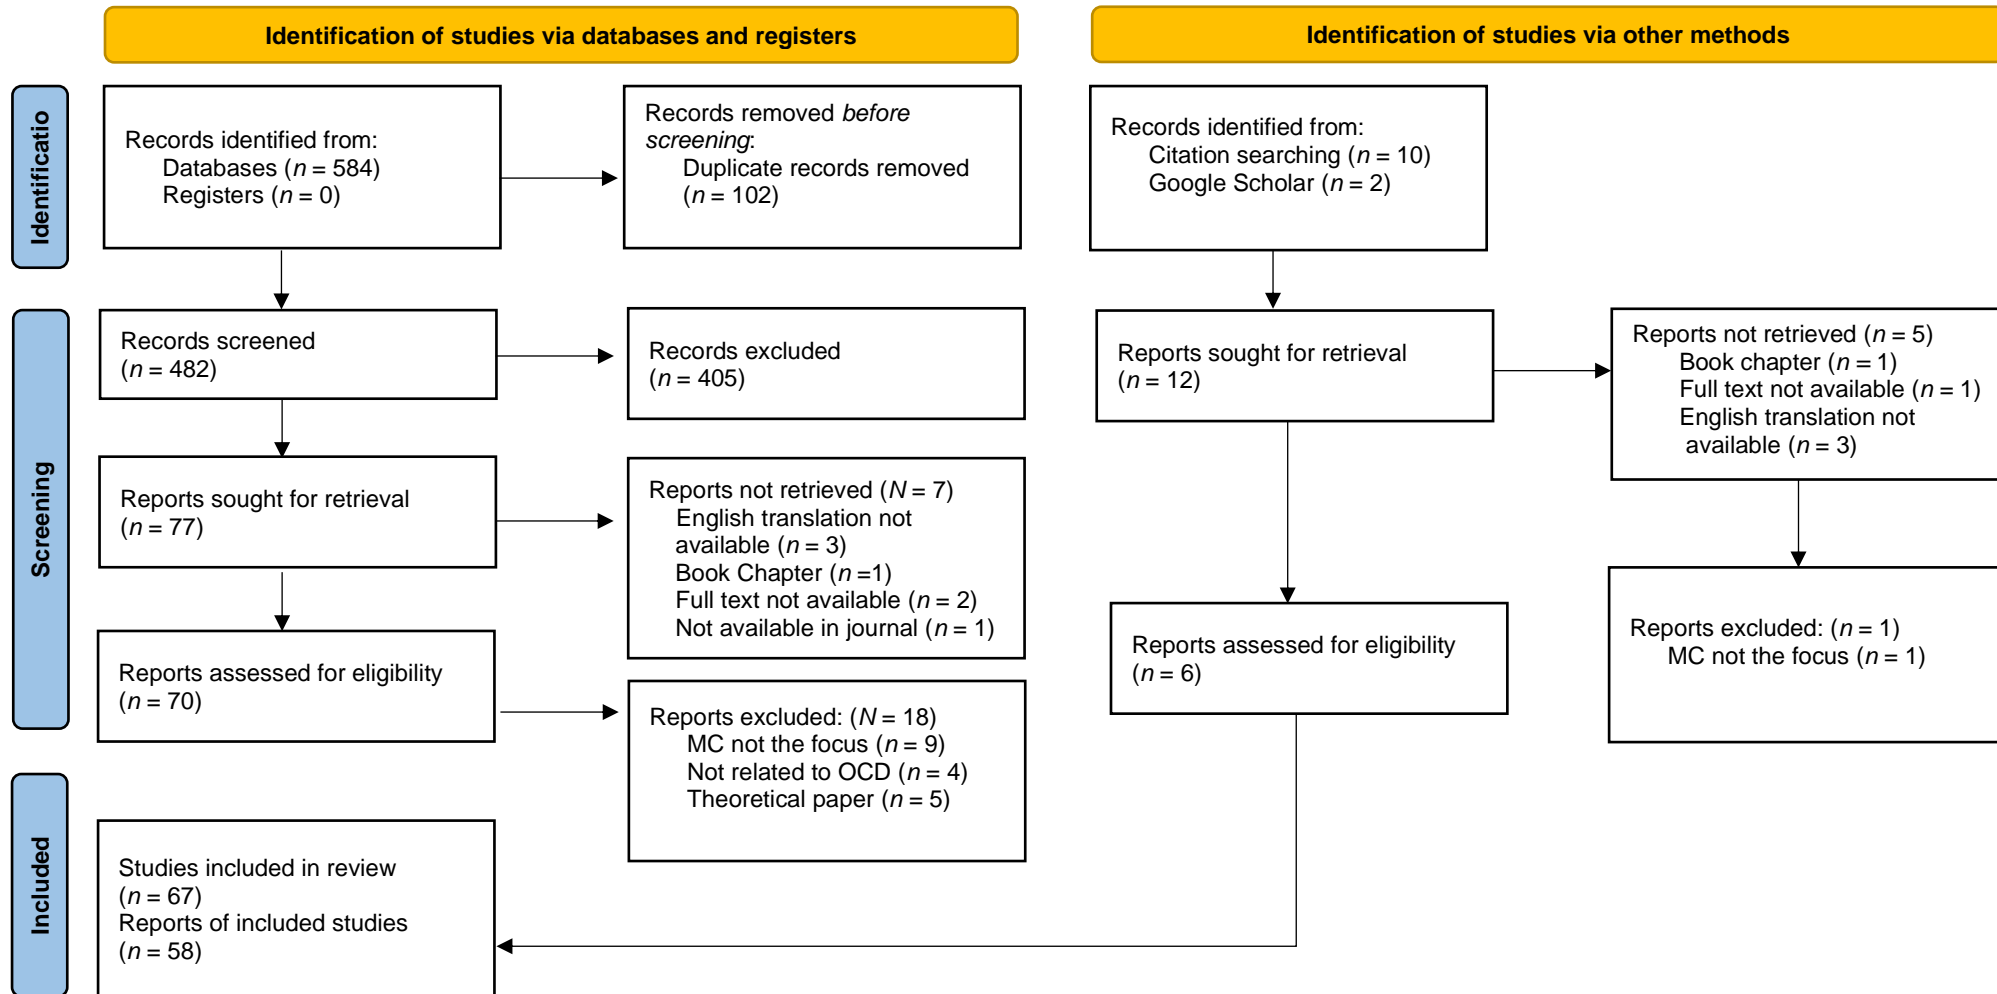 Identification of studies via databases and registers
Identification of studies via other methods
Identificatio
Records identified from:
Databases (n = 584)
Registers (n = 0)
Records removed before
screening:
Duplicate records removed
(n = 102)
Records identified from:
Citation searching (n = 10)
Google Scholar (n = 2)
Screening
Records screened
(n = 482)
Records excluded
(n = 405)
Reports sought for retrieval
(n = 12)
Reports not retrieved (n = 5)
Book chapter (n = 1)
Full text not available (n = 1)
English translation not
available (n = 3)
Reports sought for retrieval
(n = 77)
Reports not retrieved (N = 7)
English translation not
available (n = 3)
Book Chapter (n =1)
Full text not available (n = 2)
Not available in journal (n = 1)
Reports assessed for eligibility
(n = 70)
Reports excluded: (N = 18)
MC not the focus (n = 9)
Not related to OCD (n = 4)
Theoretical paper (n = 5)
Reports assessed for eligibility
(n = 6)
Reports excluded: (n = 1)
MC not the focus (n = 1)
Included
Studies included in review
(n = 67)
Reports of included studies
(n = 58)